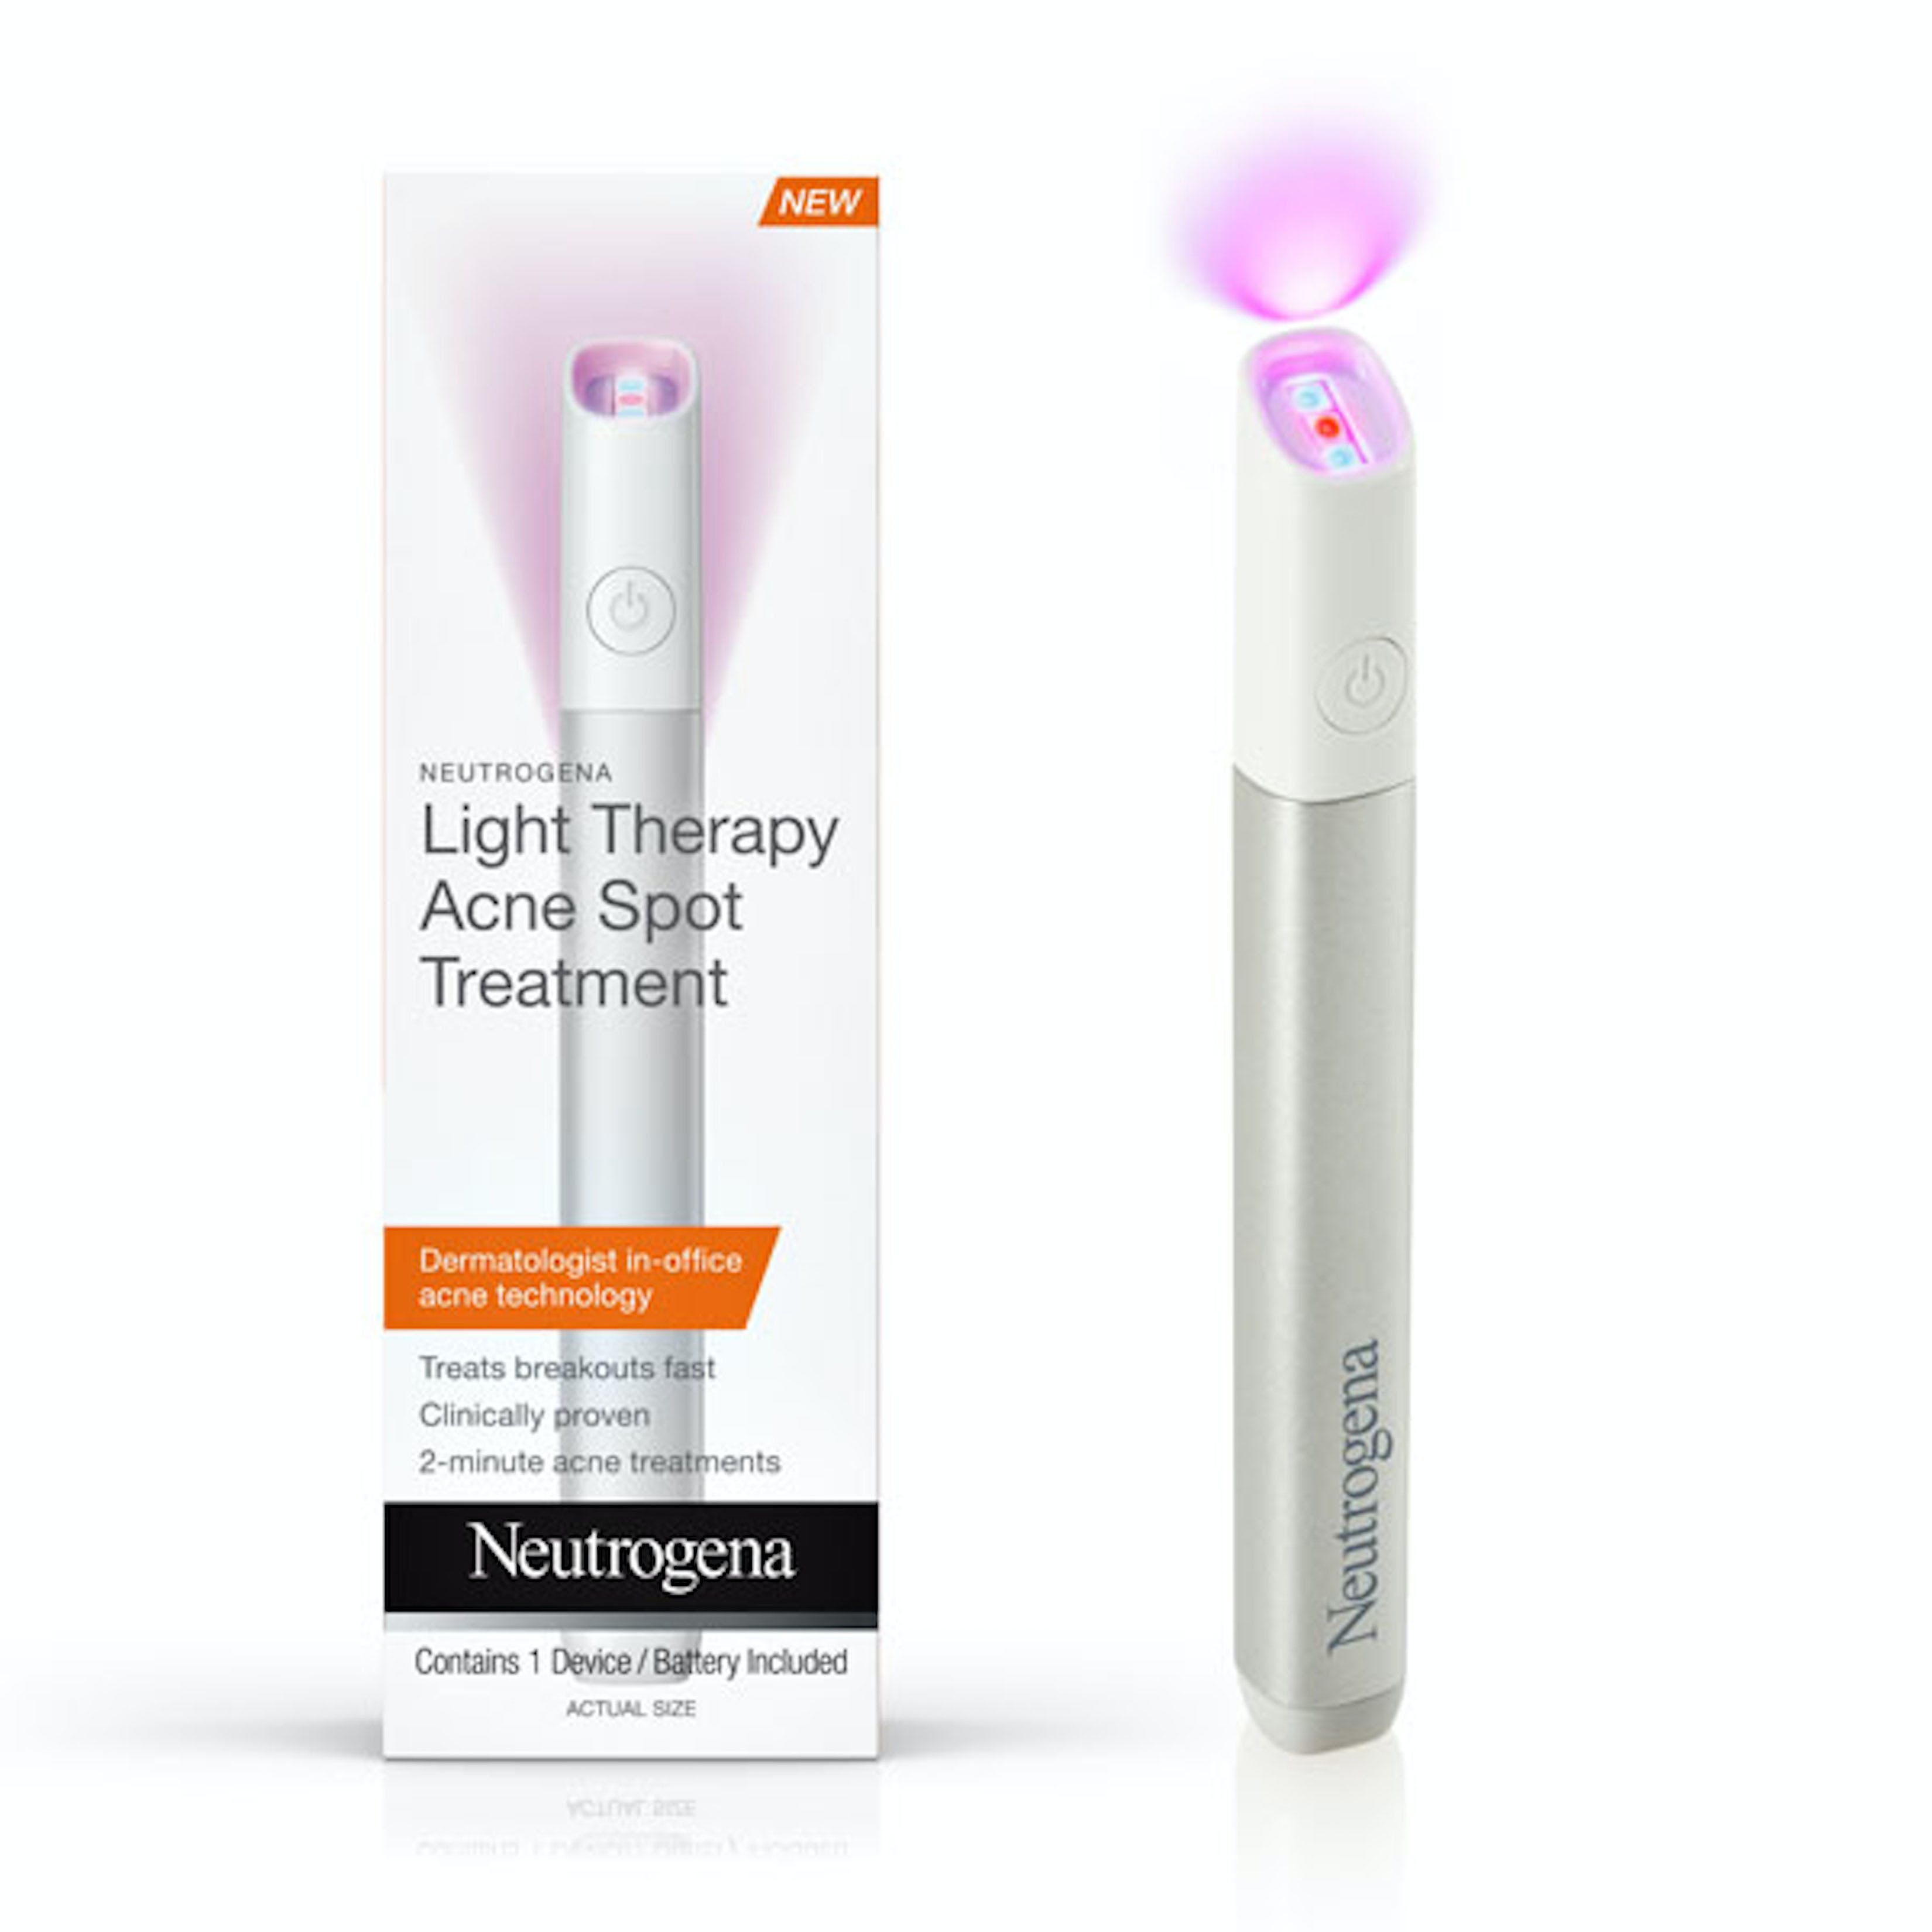 NEW
NEUTROGENA
Light Therapy
Acne Spot
Treatment
Dermatologist in-office
acne technology
Treats breakouts fast
Clinically proven
2-minute acne treatments
Neutrogena
Contains 1 Device / Battery Included
ACTUAL SIZE
Neutrogena